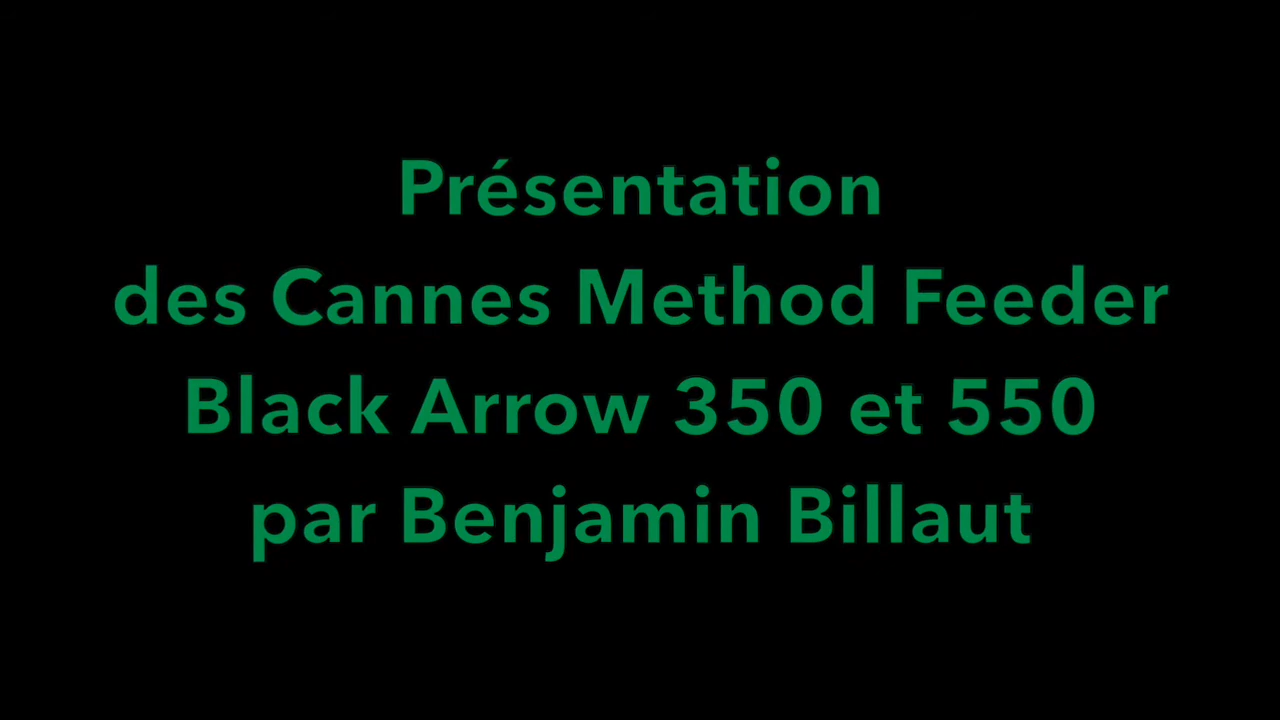 Présentation
des Cannes Method Feeder
Black Arrow 350 et 550
par Benjamin Billaut